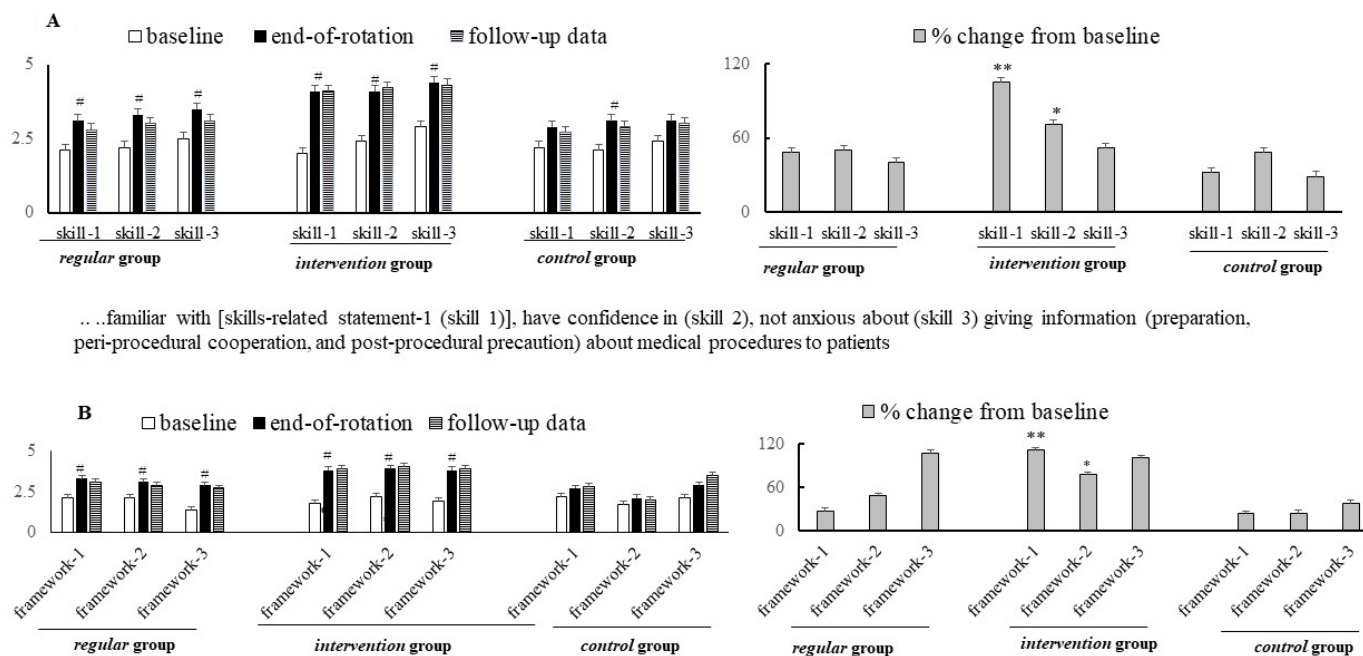 A
baseline end-of-rotation follow-up data
% change from baseline
5
2.5
0
# # # # # # #
skill-1 skill-2 skill-3 skill-1 skill-2 skill-3 skill-1 skill-2 skill-3
regular group intervention group control group
120
60
0
** *
skill-1 skill-2 skill-3 skill-1 skill-2 skill-3 skill-1 skill-2 skill-3
regular group intervention group control group
.. ..familiar with [skills-related statement-1 (skill 1)], have confidence in (skill 2), not anxious about (skill 3) giving information (preparation,
peri-procedural cooperation, and post-procedural precaution) about medical procedures to patients
B
baseline end-of-rotation follow-up data
% change from baseline
5
2.5
0
# # # # # #
framework-1 framework-2 framework-3 framework-1 framework-2 framework-3 framework-1 framework-2 framework-3
regular group intervention group control group
120
60
0
** *
framework-1 framework-2 framework-3 framework-1 framework-2 framework-3 framework-1 framework-2 framework-3
regular group intervention group control group